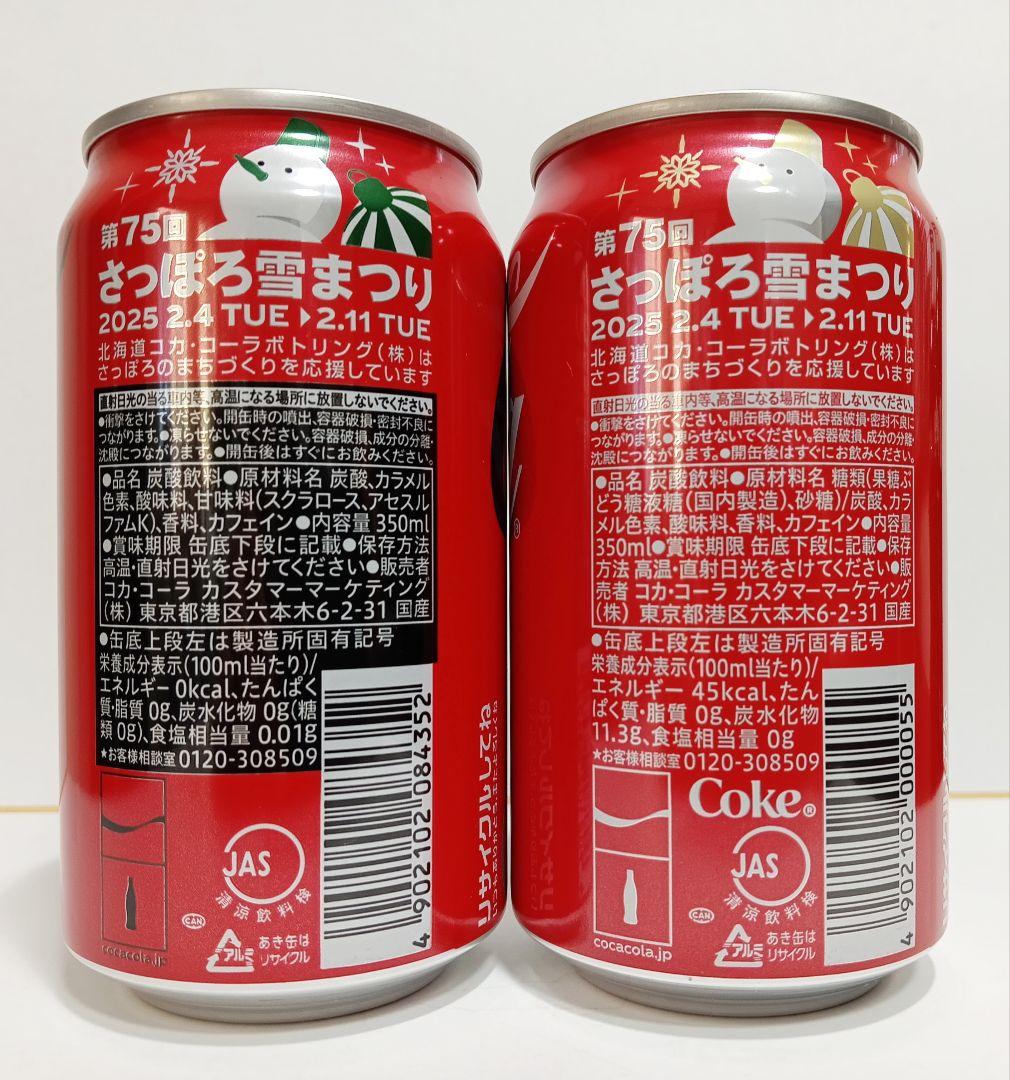 第75回
さっぽろ雪まつり
2025 2.4 TUE ▶ 2.11 TUE
北海道コカ・コーラボトリング(株)は
さっぽろのまちづくりを応援しています
直射日光の当る車内等、高温になる場所に放置しないでください。
●衝撃をさけてください。開缶時の噴出、容器破損・密封不良に
つながります。●凍らせないでください。容器破損、成分の分離・
沈殿につながります。●開缶後はすぐにお飲みください。
●品名 炭酸飲料●原材料名 炭酸、カラメル
色素、酸味料、甘味料(スクラロース、アセスル
ファムK)、香料、カフェイン●内容量 350ml
●賞味期限 缶底下段に記載●保存方法
高温・直射日光をさけてください●販売者
コカ・コーラ カスタマーマーケティング
(株) 東京都港区六本木6-2-31 国産
●缶底上段左は製造所固有記号
栄養成分表示(100ml当たり)/
エネルギー 0kcal、たんぱく
質・脂質 0g、炭水化物 0g(糖
類 0g)、食塩相当量 0.01g
★お客様相談室 0120-308509
JAS
清涼飲料検
CAN
cocacola.jp
アルミ
あき缶は
リサイクル
4 902102 084352
リサイクルしてね
第75回
さっぽろ雪まつり
2025 2.4 TUE ▶ 2.11 TUE
北海道コカ・コーラボトリング(株)は
さっぽろのまちづくりを応援しています
直射日光の当る車内等、高温になる場所に放置しないでください。
●衝撃をさけてください。開缶時の噴出、容器破損・密封不良に
つながります。●凍らせないでください。容器破損、成分の分離・
沈殿につながります。●開缶後はすぐにお飲みください。
●品名 炭酸飲料●原材料名 糖類(果糖ぶ
どう糖液糖(国内製造)、砂糖)/炭酸、カラ
メル色素、酸味料、香料、カフェイン●内容量
350ml●賞味期限 缶底下段に記載●保存
方法 高温・直射日光をさけてください●販
売者 コカ・コーラ カスタマーマーケティング
(株) 東京都港区六本木6-2-31 国産
●缶底上段左は製造所固有記号
栄養成分表示(100ml当たり)/
エネルギー 45kcal、たん
ぱく質・脂質 0g、炭水化物
11.3g、食塩相当量 0g
★お客様相談室 0120-308509
Coke®
JAS
清涼飲料検
CAN
cocacola.jp
アルミ
あき缶は
リサイクル
4 902102 000055